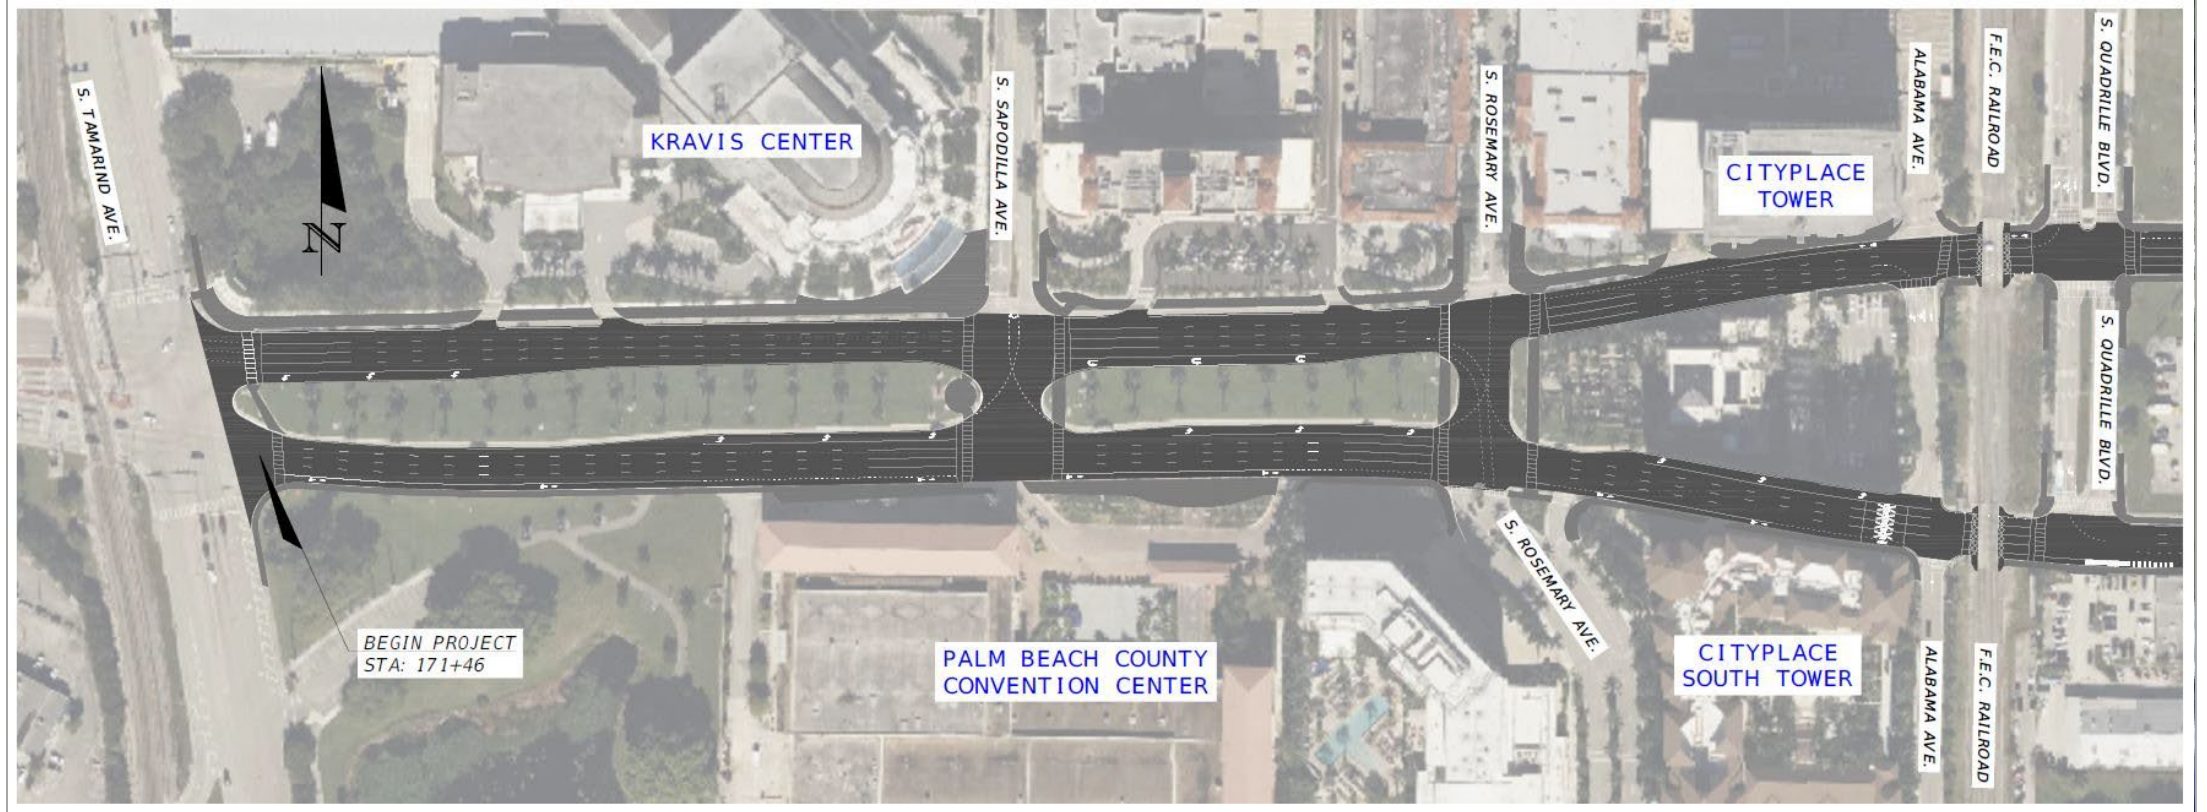 S. TAMARIND AVE.
N
KRAVIS CENTER
S. SAPODILLA AVE.
S. ROSEMARY AVE.
CITYPLACE
TOWER
ALABAMA AVE.
F.E.C. RAILROAD
S. QUADRILLE BLVD.
S. QUADRILLE BLVD.
BEGIN PROJECT
STA: 171+46
PALM BEACH COUNTY
CONVENTION CENTER
S. ROSEMARY AVE.
CITYPLACE
SOUTH TOWER
ALABAMA AVE.
F.E.C. RAILROAD